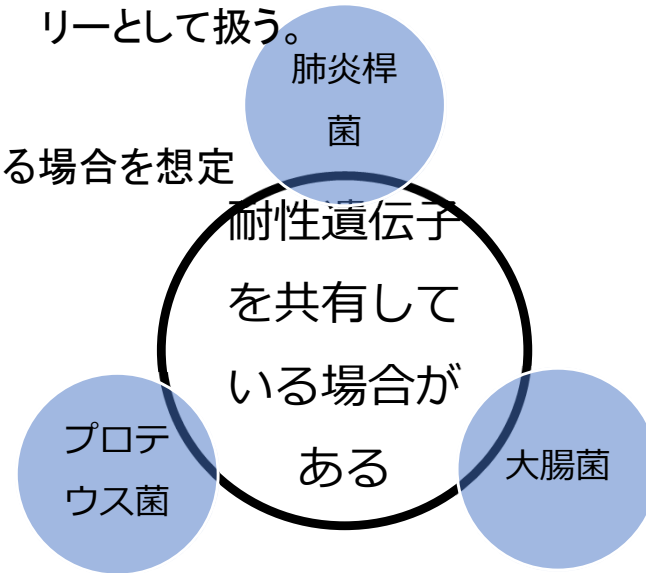 リーとして扱う。
肺炎桿
菌
る場合を想定
耐性遺伝子
を共有して
いる場合が
ある
プロテ
ウス菌
大腸菌